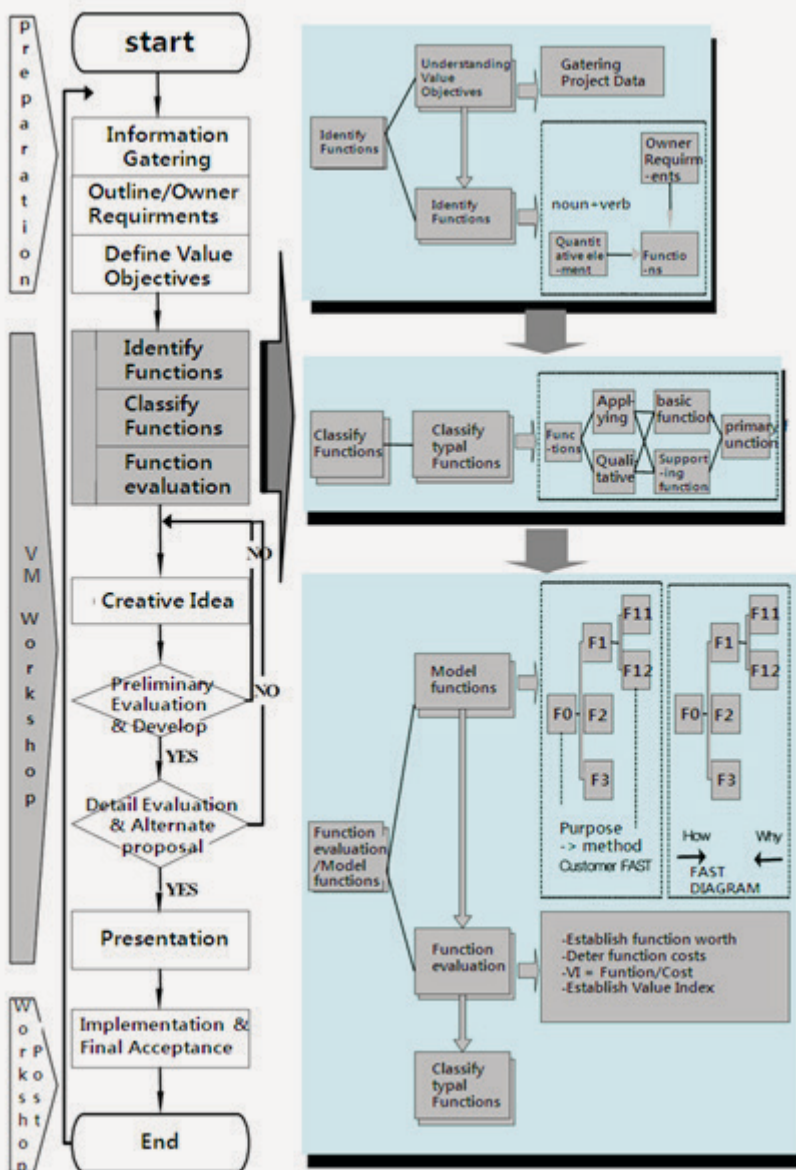 preparation
start
Information
Gatering
Outline/Owner
Requirments
Define Value
Objectives
VM Workshop
Identify
Functions
Classify
Functions
Function
evaluation
NO
Creative Idea
Preliminary
Evaluation
& Develop
NO
YES
Detail Evaluation
& Alternate
proposal
YES
Presentation
Workshop
Post
Implementation &
Final Acceptance
End
Identify
Functions
Understanding
Value
Objectives
Gatering
Project Data
Identify
Functions
noun+verb
Owner
Requirm
-ents
Quantit
ative ele
-ment
Functio
-ns
Classify
Functions
Classify
typal
Functions
Func
-tions
Appl
-ying
Quali
tative
basic
function
Support
-ing
function
primary
unction
Function
evaluation
/Model
functions
Model
functions
F0
F1
F2
F3
F11
F12
Purpose
-> method
Customer FAST
F0
F1
F2
F3
F11
F12
How
Why
FAST
DIAGRAM
Function
evaluation
-Establish function worth
-Deter function costs
-VI = Funtion/Cost
-Establish Value Index
Classify
typal
Functions